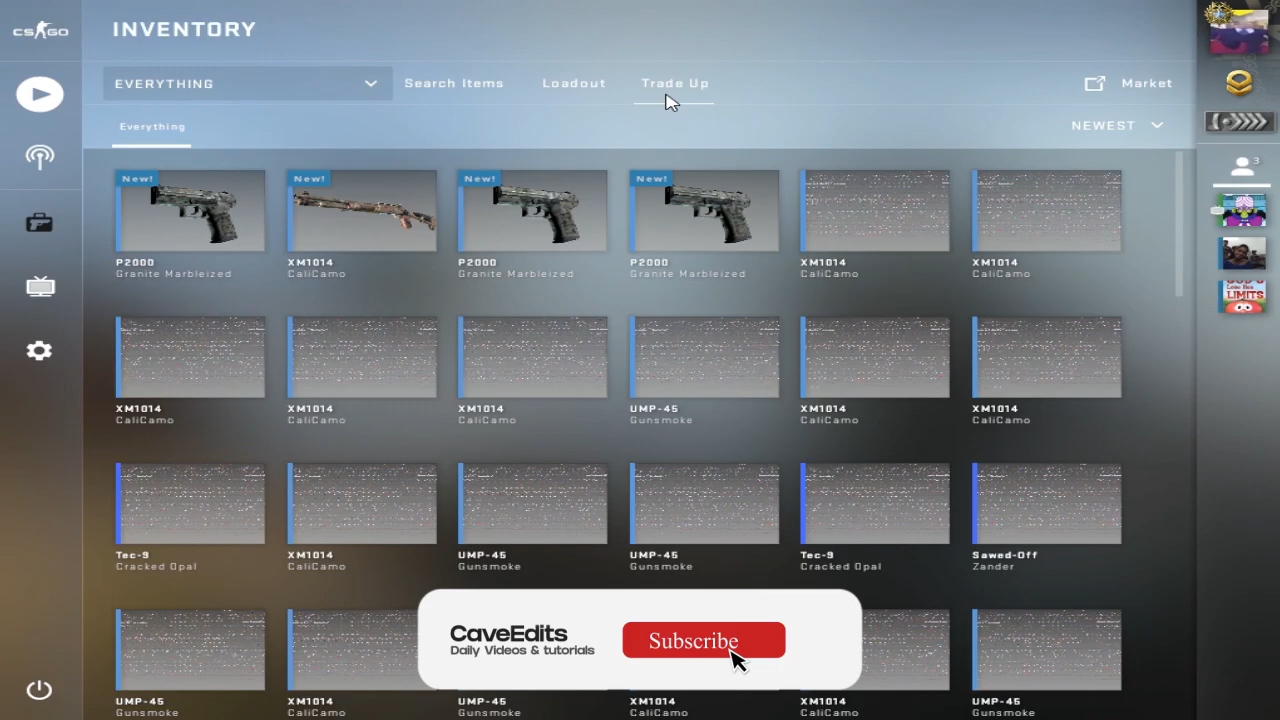 CS GO
INVENTORY
EVERYTHING
Search Items
Loadout
Trade Up
Market
Everything
NEWEST
3
New!
New!
New!
New!
P2000
Granite Marbleized
XM1014
CaliCamo
P2000
Granite Marbleized
P2000
Granite Marbleized
XM1014
CaliCamo
XM1014
CaliCamo
XM1014
CaliCamo
XM1014
CaliCamo
XM1014
CaliCamo
UMP-45
Gunsmoke
XM1014
CaliCamo
XM1014
CaliCamo
Tec-9
Cracked Opal
XM1014
CaliCamo
UMP-45
Gunsmoke
UMP-45
Gunsmoke
Tec-9
Cracked Opal
Sawed-Off
Zander
CaveEdits
Daily Videos & tutorials
Subscribe
UMP-45
Gunsmoke
XM1014
CaliCamo
UMP-45
Gunsmoke
XM1014
CaliCamo
XM1014
CaliCamo
UMP-45
Gunsmoke
LIMITS